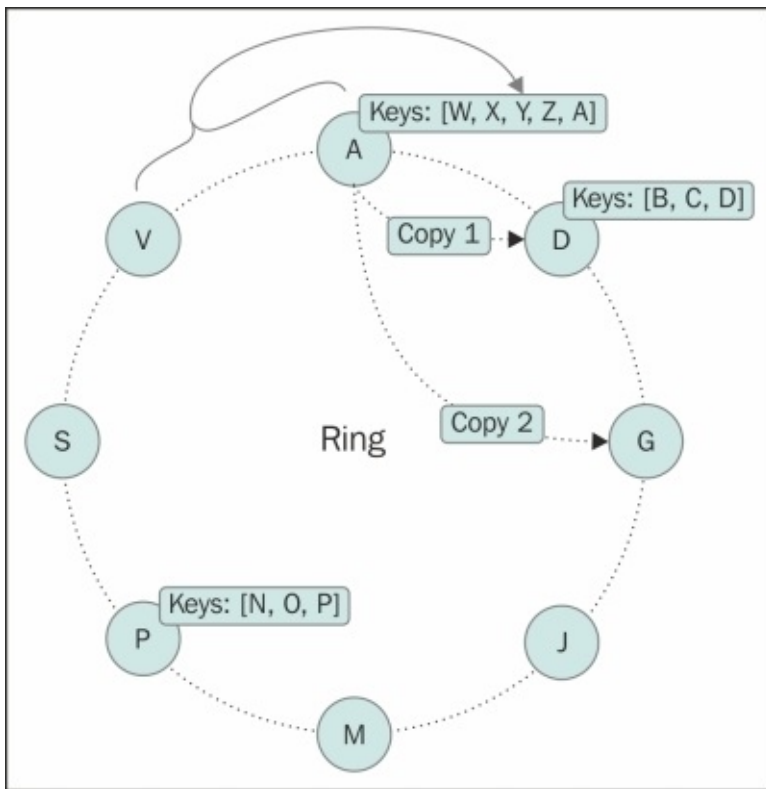 Keys: [W, X, Y, Z, A]
A
Keys: [B, C, D]
V
Copy 1
D
Copy 2
S
Ring
G
Keys: [N, O, P]
P
J
M